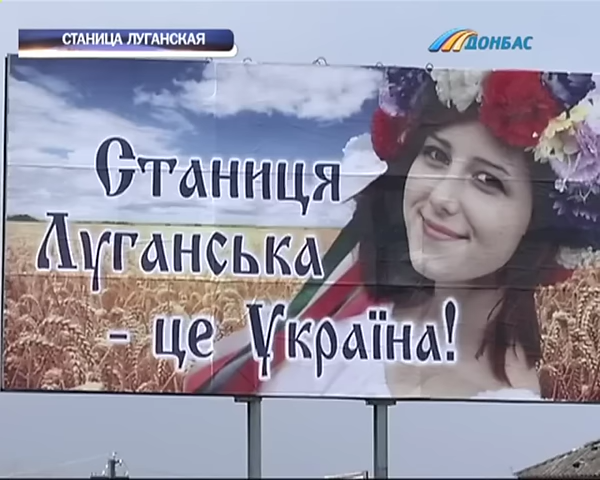 СТАНИЦА ЛУГАНСКАЯ
ДОНБАС
Станиця
Луганська
- це Україна!